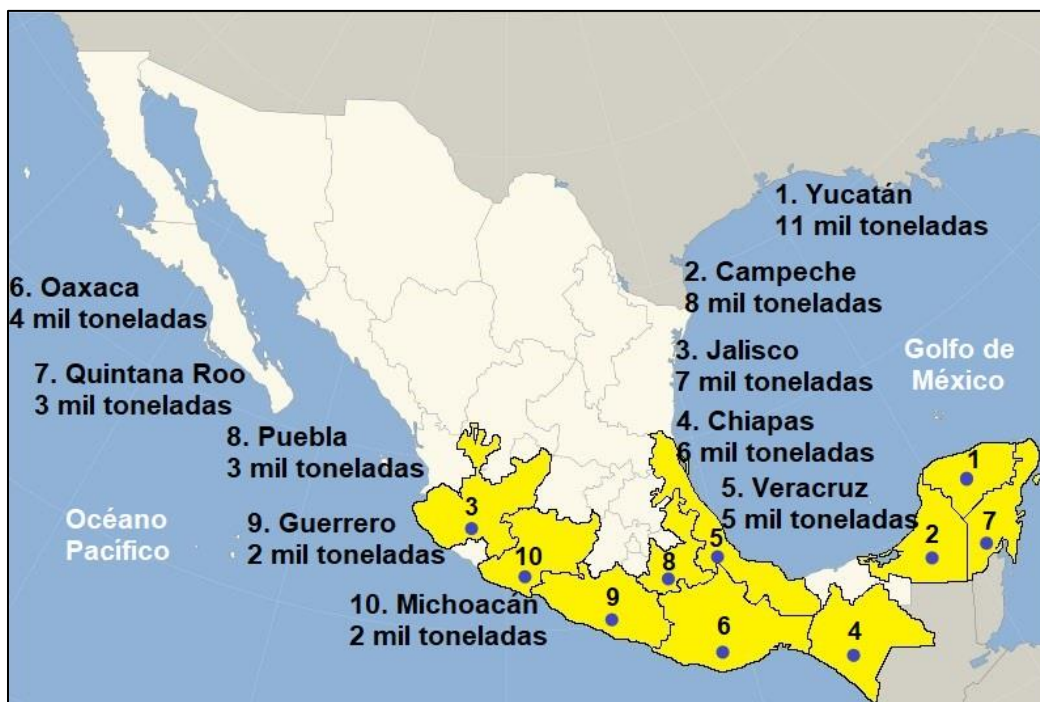 1. Yucatán
11 mil toneladas
2. Campeche
8 mil toneladas
6. Oaxaca
4 mil toneladas
3. Jalisco
7 mil toneladas
Golfo de
México
7. Quintana Roo
3 mil toneladas
4. Chiapas
6 mil toneladas
8. Puebla
3 mil toneladas
5. Veracruz
5 mil toneladas
Océano
Pacífico
9. Guerrero
2 mil toneladas
10. Michoacán
2 mil toneladas
1
2
7
3
5
10
8
9
6
4